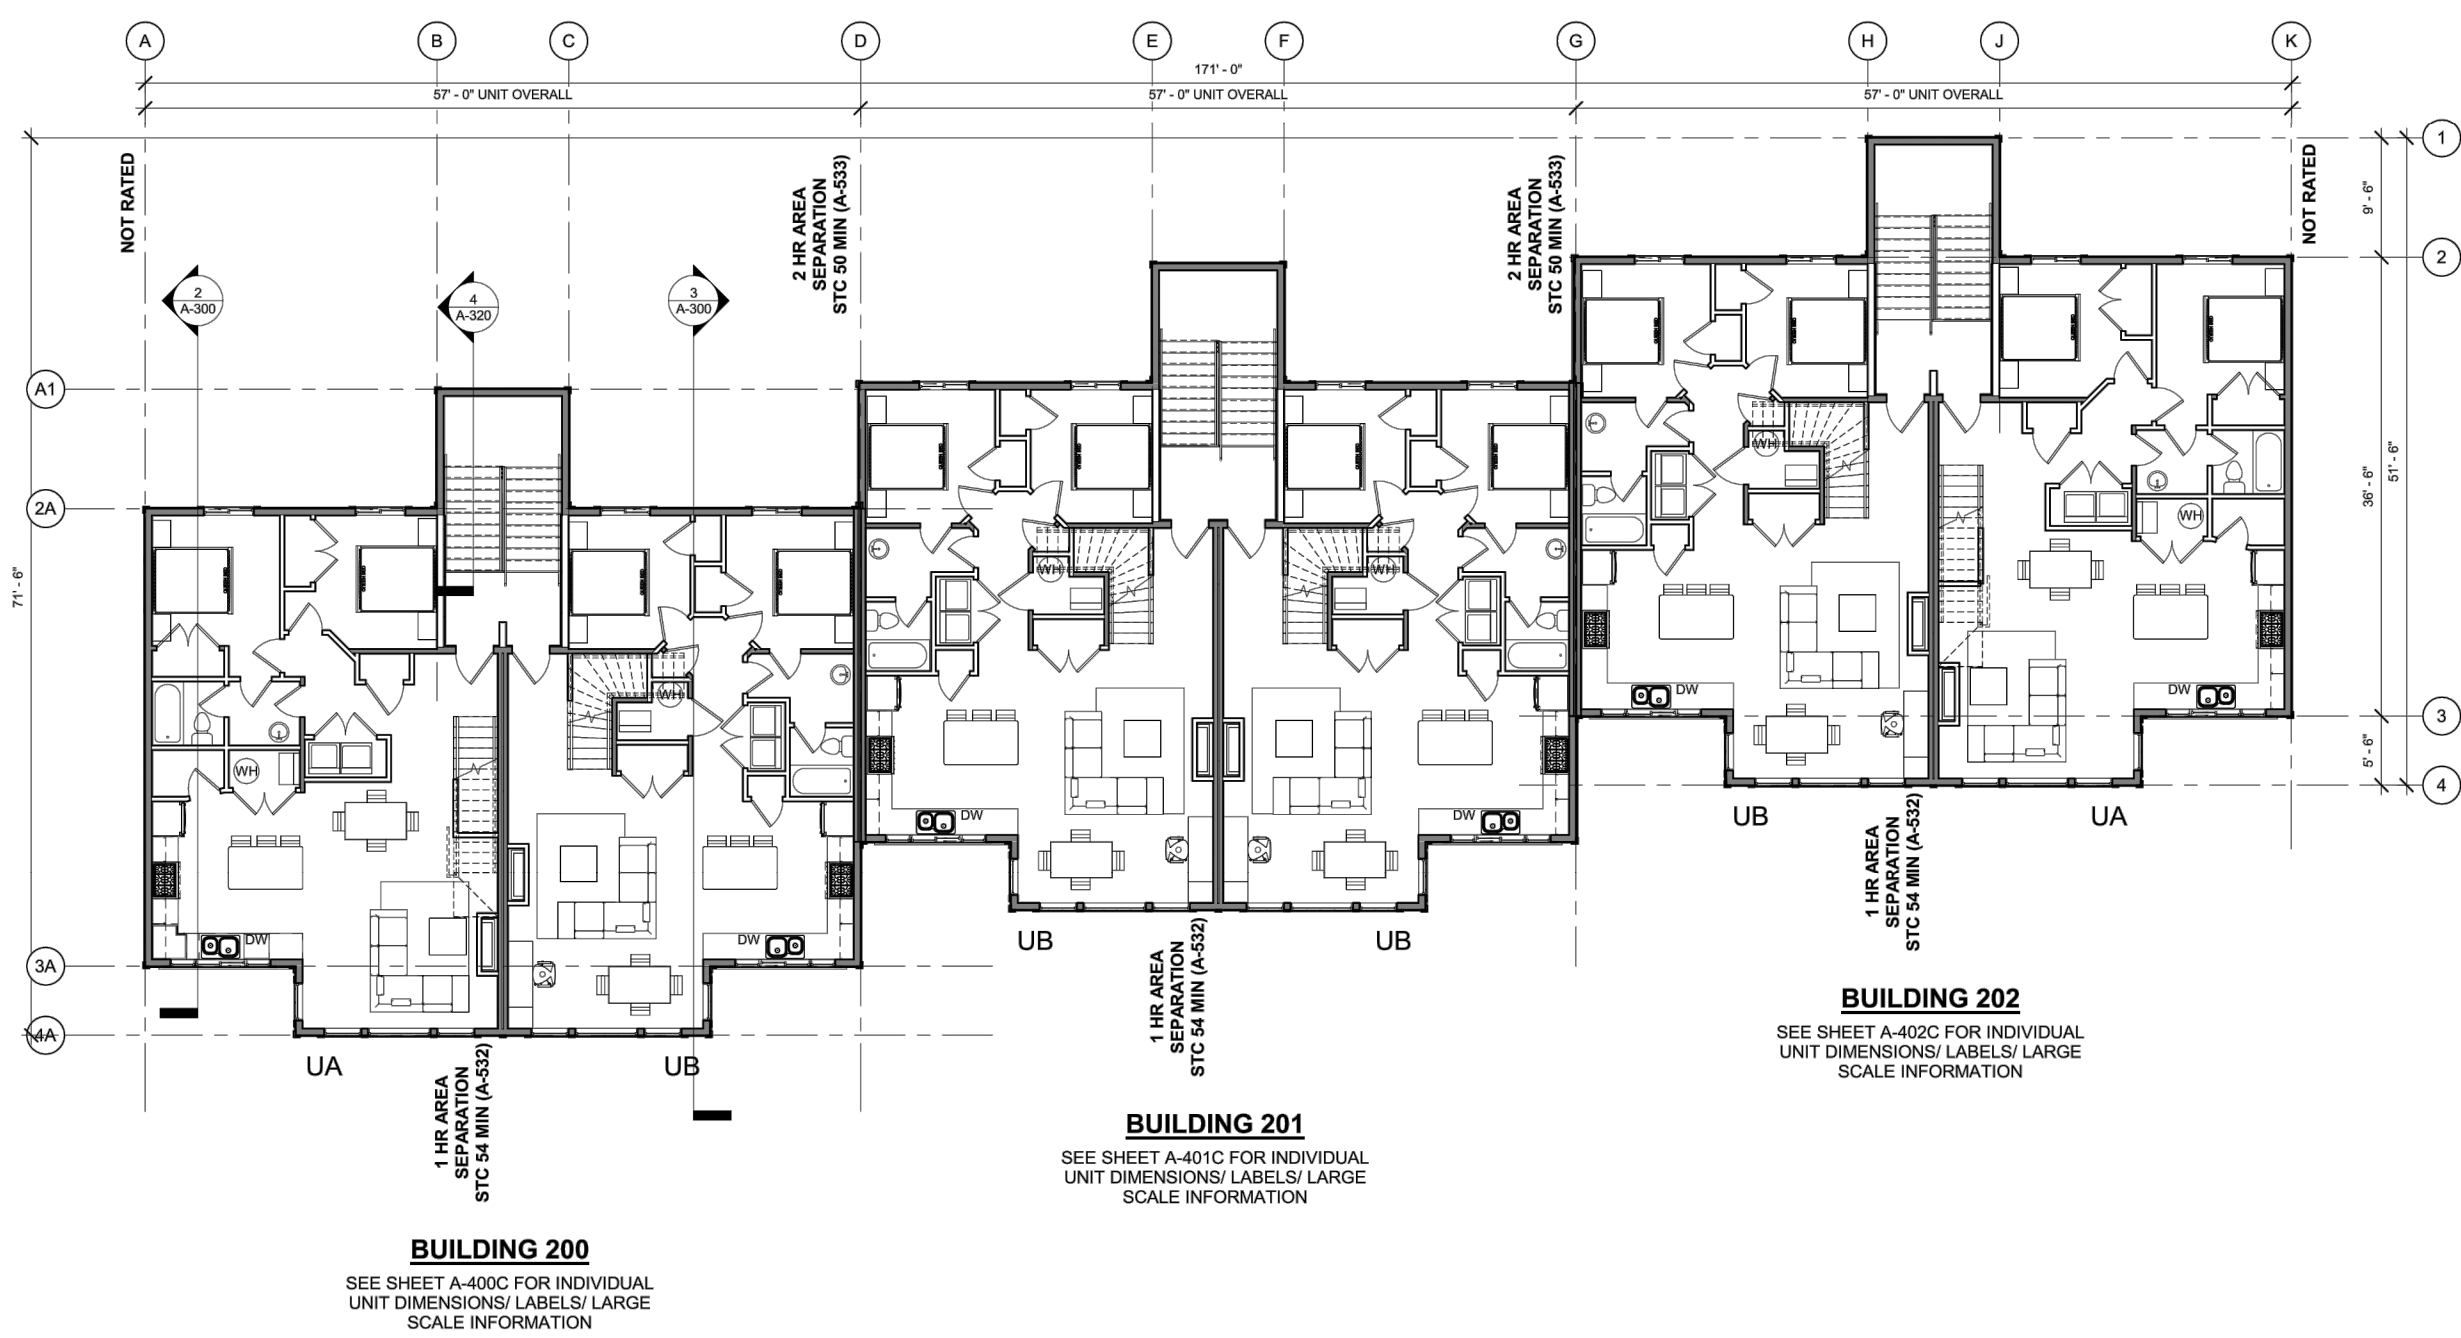 A
B
C
D
E
F
G
H
J
K
171' - 0"
57' - 0" UNIT OVERALL
57' - 0" UNIT OVERALL
57' - 0" UNIT OVERALL
1
2
3
4
A1
2A
3A
4A
9' - 6"
36' - 6"
5' - 6"
51' - 6"
71' - 6"
NOT RATED
2 HR AREA
SEPARATION
STC 50 MIN (A-533)
2 HR AREA
SEPARATION
STC 50 MIN (A-533)
NOT RATED
2
A-300
4
A-320
3
A-300
WH
WH
WH
WH
WH
WH
DW
DW
DW
DW
DW
DW
UA
UB
UB
UB
UB
UA
1 HR AREA
SEPARATION
STC 54 MIN (A-532)
1 HR AREA
SEPARATION
STC 54 MIN (A-532)
1 HR AREA
SEPARATION
STC 54 MIN (A-532)
BUILDING 202
SEE SHEET A-402C FOR INDIVIDUAL
UNIT DIMENSIONS/ LABELS/ LARGE
SCALE INFORMATION
BUILDING 201
SEE SHEET A-401C FOR INDIVIDUAL
UNIT DIMENSIONS/ LABELS/ LARGE
SCALE INFORMATION
BUILDING 200
SEE SHEET A-400C FOR INDIVIDUAL
UNIT DIMENSIONS/ LABELS/ LARGE
SCALE INFORMATION